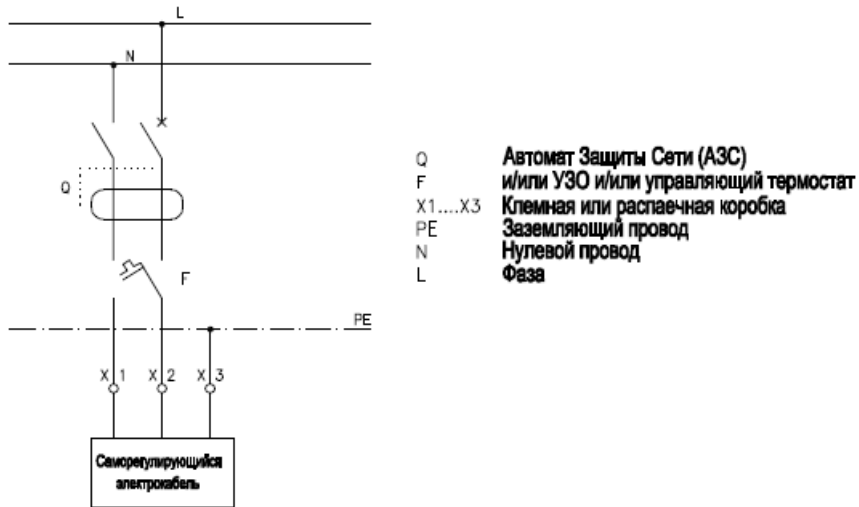 L
N
Q
F
PE
X 1 X 2 X 3
Саморегулирующийся
электрокабель
Q Автомат Защиты Сети (АЗС)
F и/или УЗО и/или управляющий термостат
X1....X3 Клемная или распаечная коробка
PE Заземляющий провод
N Нулевой провод
L Фаза